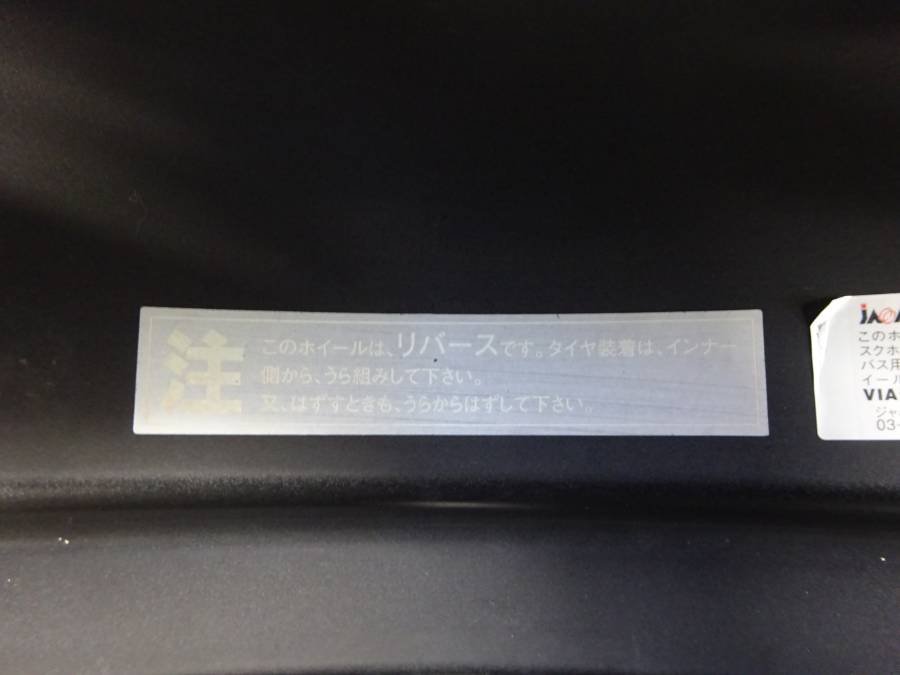 注
このホイールは、リバースです。タイヤ装着は、インナー
側から、うら組みして下さい。
又、はずすときも、うらからはずして下さい。
このホ
スクホ
バス用
イール
VIA
ジャ
03-